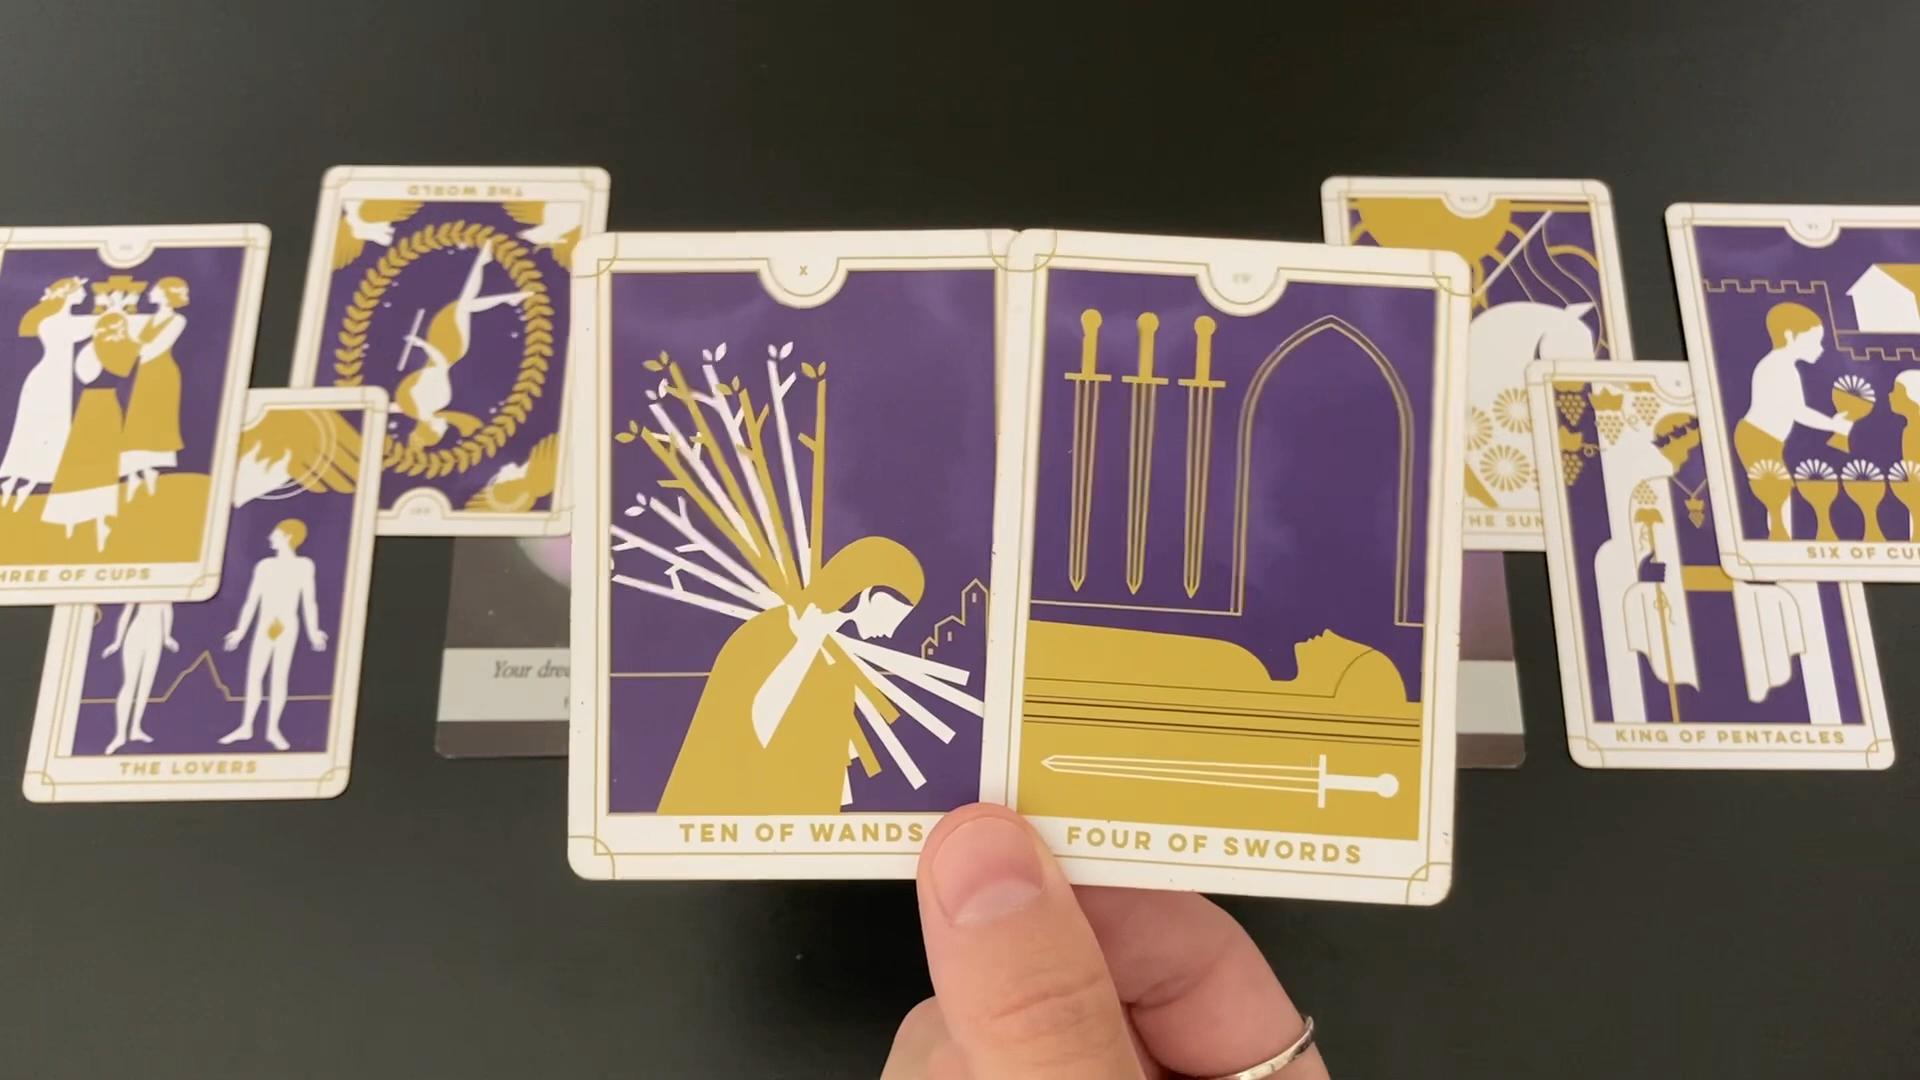 THE WORLD
HREE OF CUPS
THE LOVERS
Your dre
X
TEN OF WANDS
FOUR OF SWORDS
THE SUN
KING OF PENTACLES
SIX OF CU